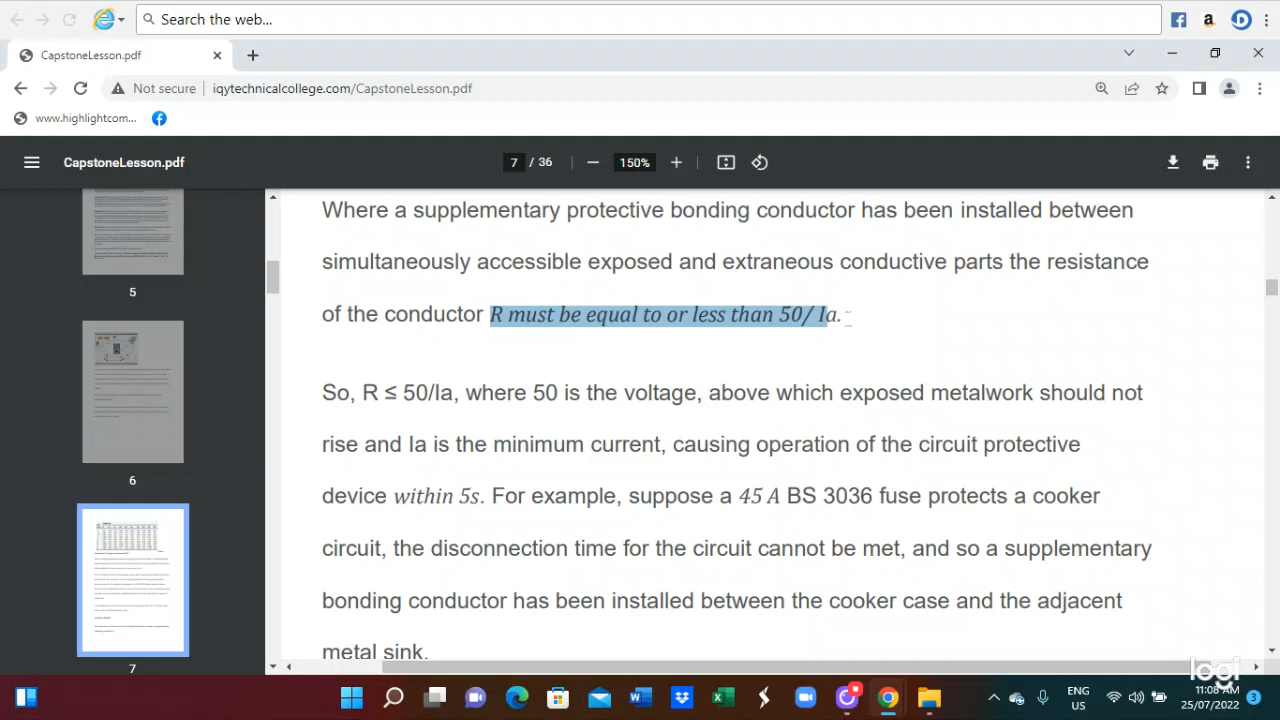 Search the web...
CapstoneLesson.pdf
Not secure
iqytechnicalcollege.com/CapstoneLesson.pdf
www.highlightcom...
CapstoneLesson.pdf
7 / 36
150%
Where a supplementary protective bonding conductor has been installed between
simultaneously accessible exposed and extraneous conductive parts the resistance
of the conductor R must be equal to or less than 50/ Ia.
So, R ≤ 50/Ia, where 50 is the voltage, above which exposed metalwork should not
rise and Ia is the minimum current, causing operation of the circuit protective
device within 5s. For example, suppose a 45 A BS 3036 fuse protects a cooker
circuit, the disconnection time for the circuit cannot be met, and so a supplementary
bonding conductor has been installed between the cooker case and the adjacent
metal sink.
5
6
7
logi
ENG
US
11:08 AM
25/07/2022
3